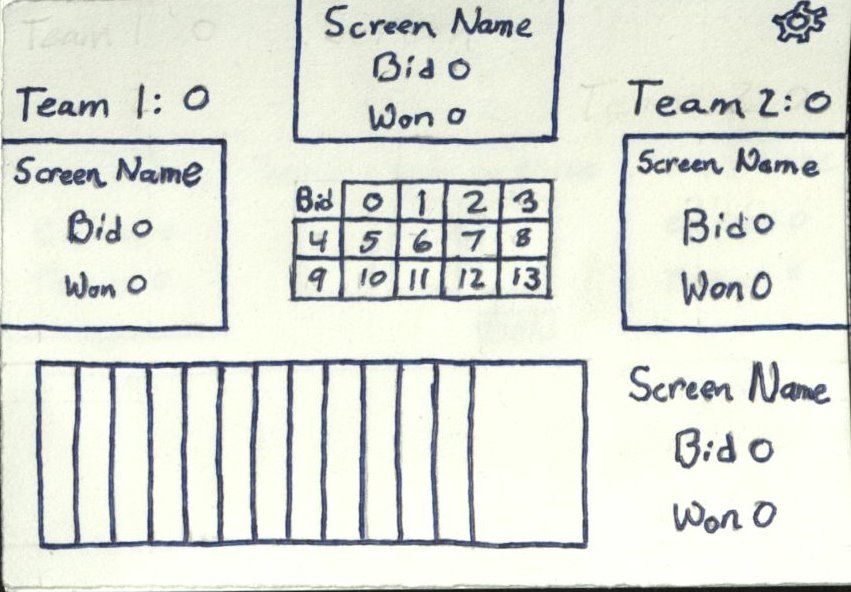 Screen Name
Bid 0
Won 0
Team 1: 0
Team 2: 0
Screen Name
Bid 0
Won 0
Bid 0 1 2 3
4 5 6 7 8
9 10 11 12 13
Screen Name
Bid 0
Won 0
Screen Name
Bid 0
Won 0